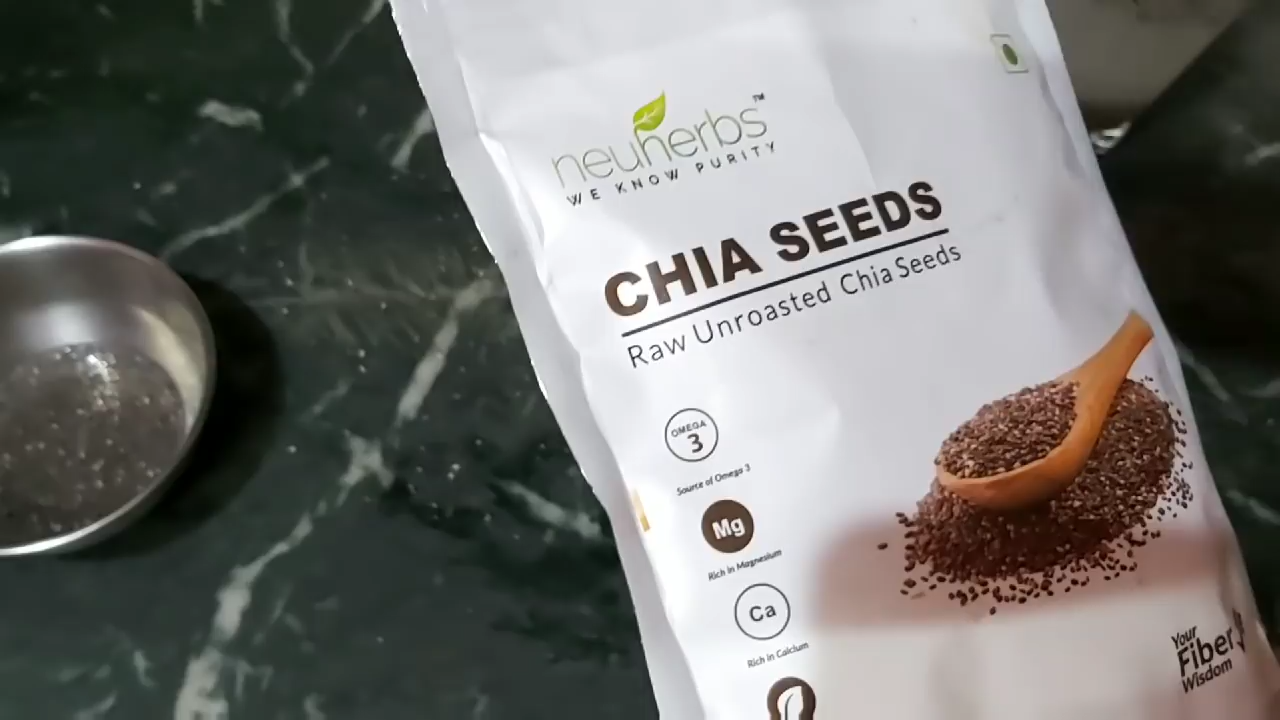 neuherbs™
WE KNOW PURITY
CHIA SEEDS
Raw Unroasted Chia Seeds
OMEGA
3
Source of Omega 3
Mg
Rich in Magnesium
Ca
Rich in Calcium
Your
Fiber
Wisdom